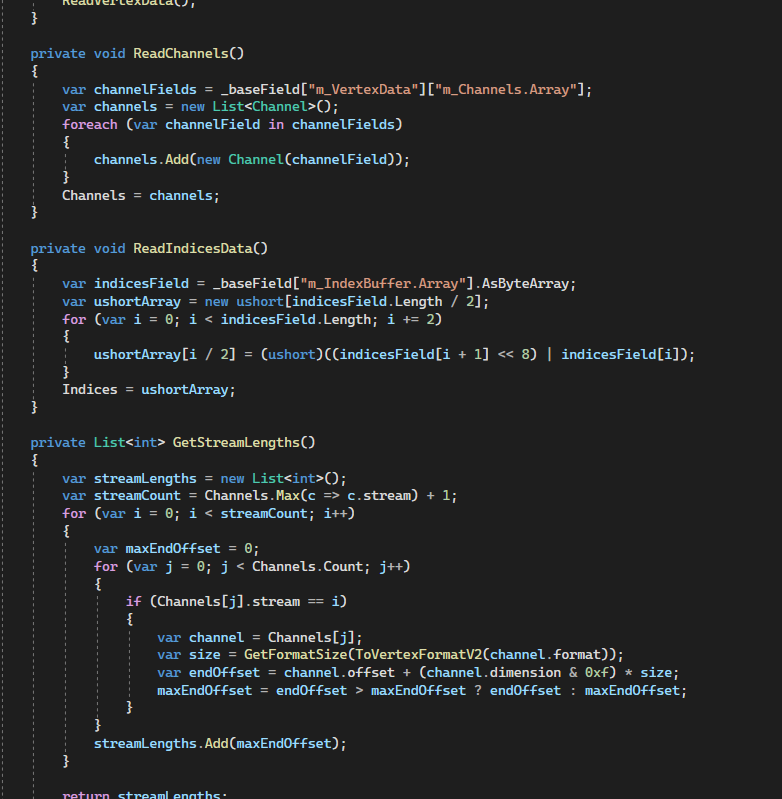 ReadVertexData();
}
private void ReadChannels()
{
var channelFields = _baseField["m_VertexData"]["m_Channels.Array"];
var channels = new List<Channel>();
foreach (var channelField in channelFields)
{
channels.Add(new Channel(channelField));
}
Channels = channels;
}
private void ReadIndicesData()
{
var indicesField = _baseField["m_IndexBuffer.Array"].AsByteArray;
var ushortArray = new ushort[indicesField.Length / 2];
for (var i = 0; i < indicesField.Length; i += 2)
{
ushortArray[i / 2] = (ushort)((indicesField[i + 1] << 8) | indicesField[i]);
}
Indices = ushortArray;
}
private List<int> GetStreamLengths()
{
var streamLengths = new List<int>();
var streamCount = Channels.Max(c => c.stream) + 1;
for (var i = 0; i < streamCount; i++)
{
var maxEndOffset = 0;
for (var j = 0; j < Channels.Count; j++)
{
if (Channels[j].stream == i)
{
var channel = Channels[j];
var size = GetFormatSize(ToVertexFormatV2(channel.format));
var endOffset = channel.offset + (channel.dimension & 0xf) * size;
maxEndOffset = endOffset > maxEndOffset ? endOffset : maxEndOffset;
}
}
streamLengths.Add(maxEndOffset);
}
return streamLengths;